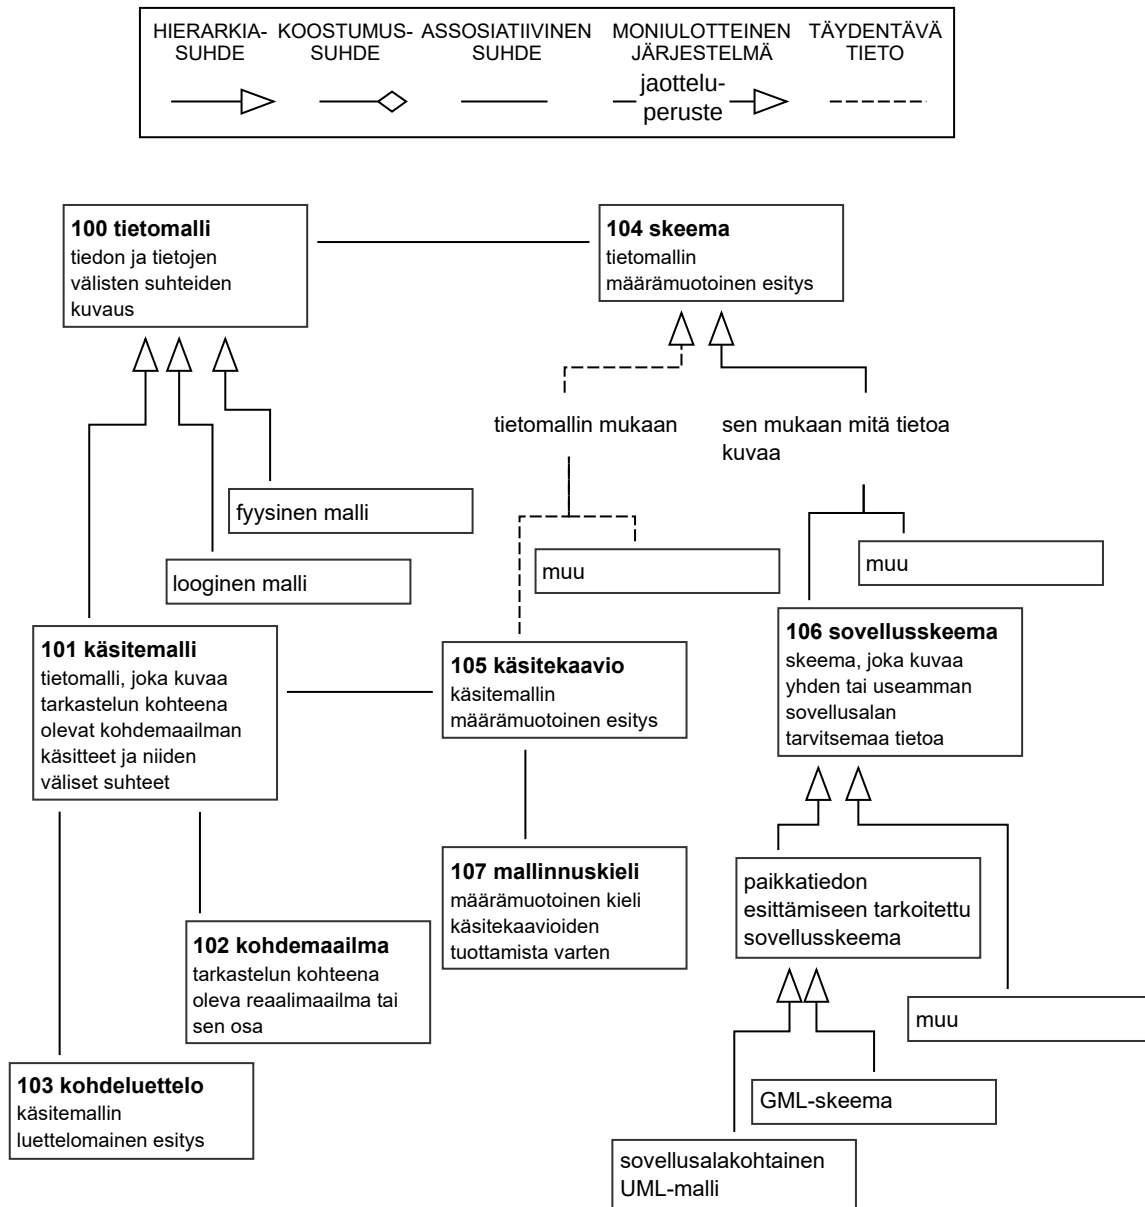 HIERARKIA-
SUHDE
KOOSTUMUS-
SUHDE
ASSOSIATIIVINEN
SUHDE
MONIULOTTEINEN
JÄRJESTELMÄ
TÄYDENTÄVÄ
TIETO
jaottelu-
peruste
100 tietomalli
tiedon ja tietojen
välisten suhteiden
kuvaus
104 skeema
tietomallin
määrämuotoinen esitys
tietomallin mukaan
sen mukaan mitä tietoa
kuvaa
fyysinen malli
looginen malli
muu
muu
101 käsitemalli
tietomalli, joka kuvaa
tarkastelun kohteena
olevat kohdemaailman
käsitteet ja niiden
väliset suhteet
105 käsitekaavio
käsitemallin
määrämuotoinen esitys
106 sovellusskeema
skeema, joka kuvaa
yhden tai useamman
sovellusalan
tarvitsemaa tietoa
107 mallinnuskieli
määrämuotoinen kieli
käsitekaavioiden
tuottamista varten
paikkatiedon
esittämiseen tarkoitettu
sovellusskeema
102 kohdemaailma
tarkastelun kohteena
oleva reaalimaailma tai
sen osa
muu
103 kohdeluettelo
käsitemallin
luettelomainen esitys
GML-skeema
sovellusalakohtainen
UML-malli